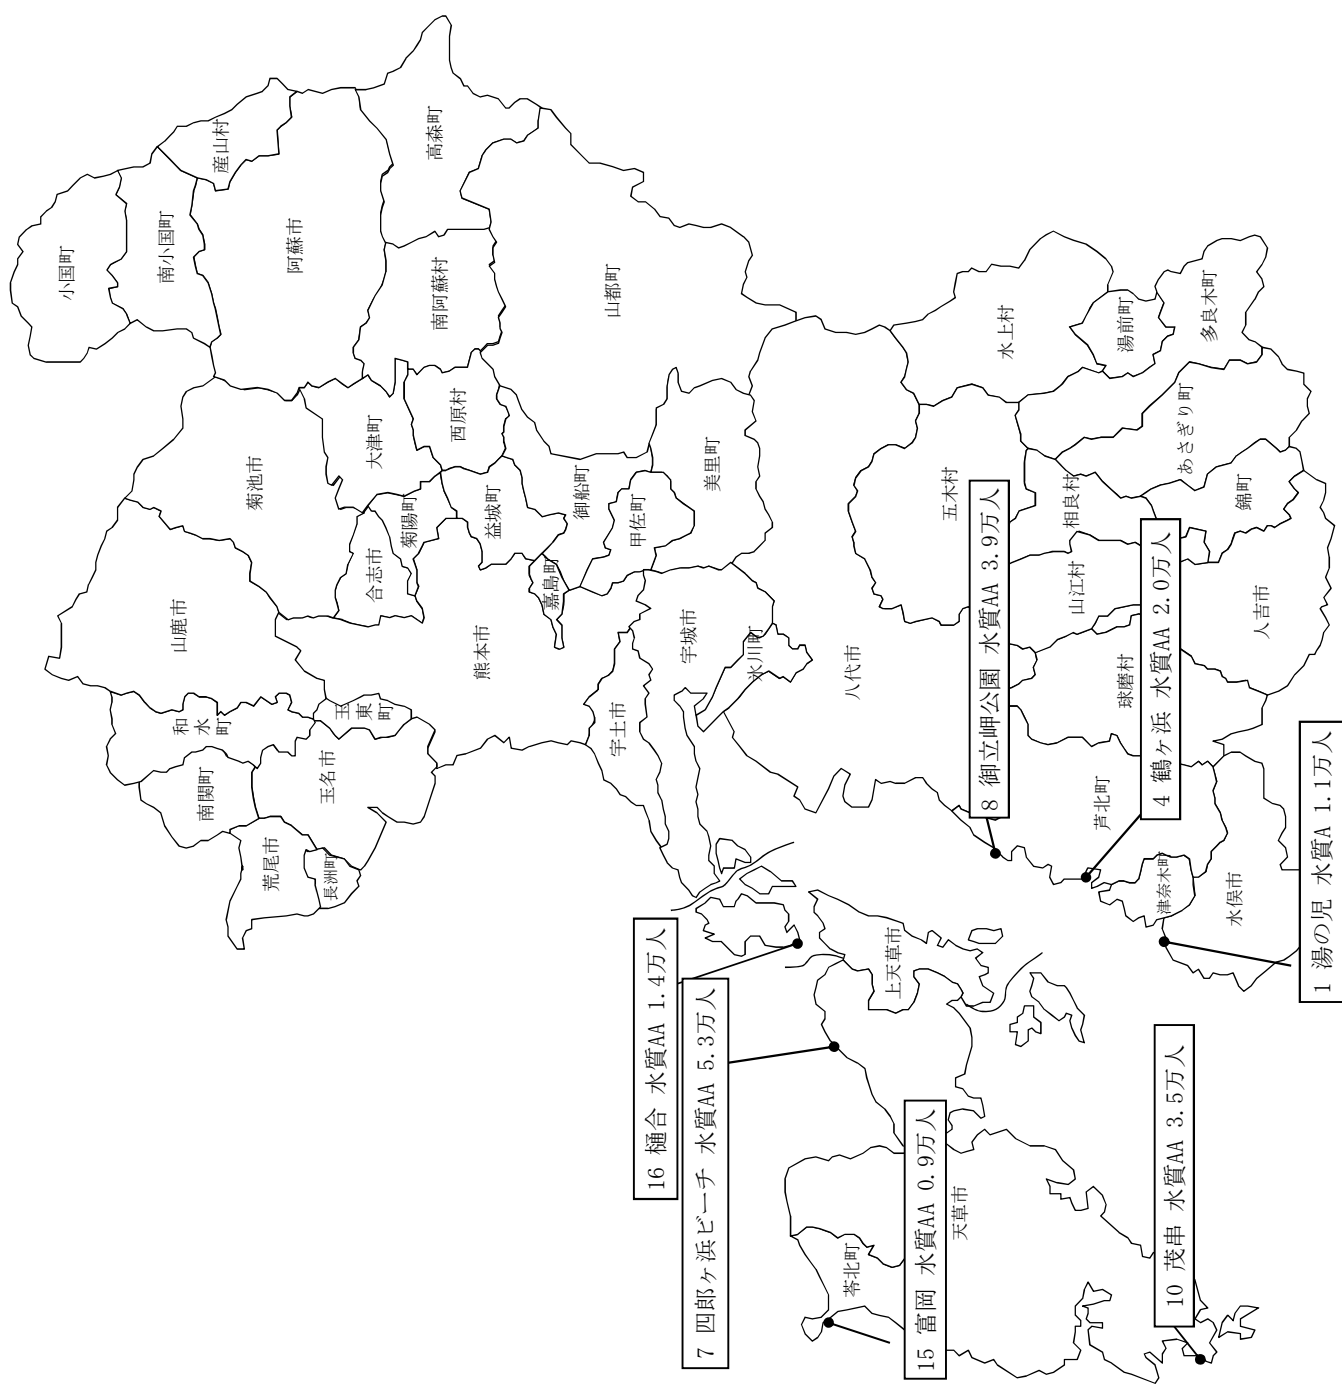 小国町
南小国町
産山村
阿蘇市
高森町
南阿蘇村
山都町
菊池市
大津町
西原村
山鹿市
合志市
菊陽町
益城町
御船町
甲佐町
美里町
嘉島町
熊本市
和水町
玉東町
南関町
玉名市
荒尾市
長洲町
宇土市
宇城市
氷川町
八代市
五木村
水上村
湯前町
多良木町
あさぎり町
相良村
錦町
山江村
人吉市
球磨村
芦北町
津奈木町
水俣市
上天草市
天草市
苓北町
8 御立岬公園 水質AA 3.9万人
4 鶴ヶ浜 水質AA 2.0万人
1 湯の児 水質A 1.1万人
16 樋合 水質AA 1.4万人
7 四郎ヶ浜ビーチ 水質AA 5.3万人
15 富岡 水質AA 0.9万人
10 茂串 水質AA 3.5万人